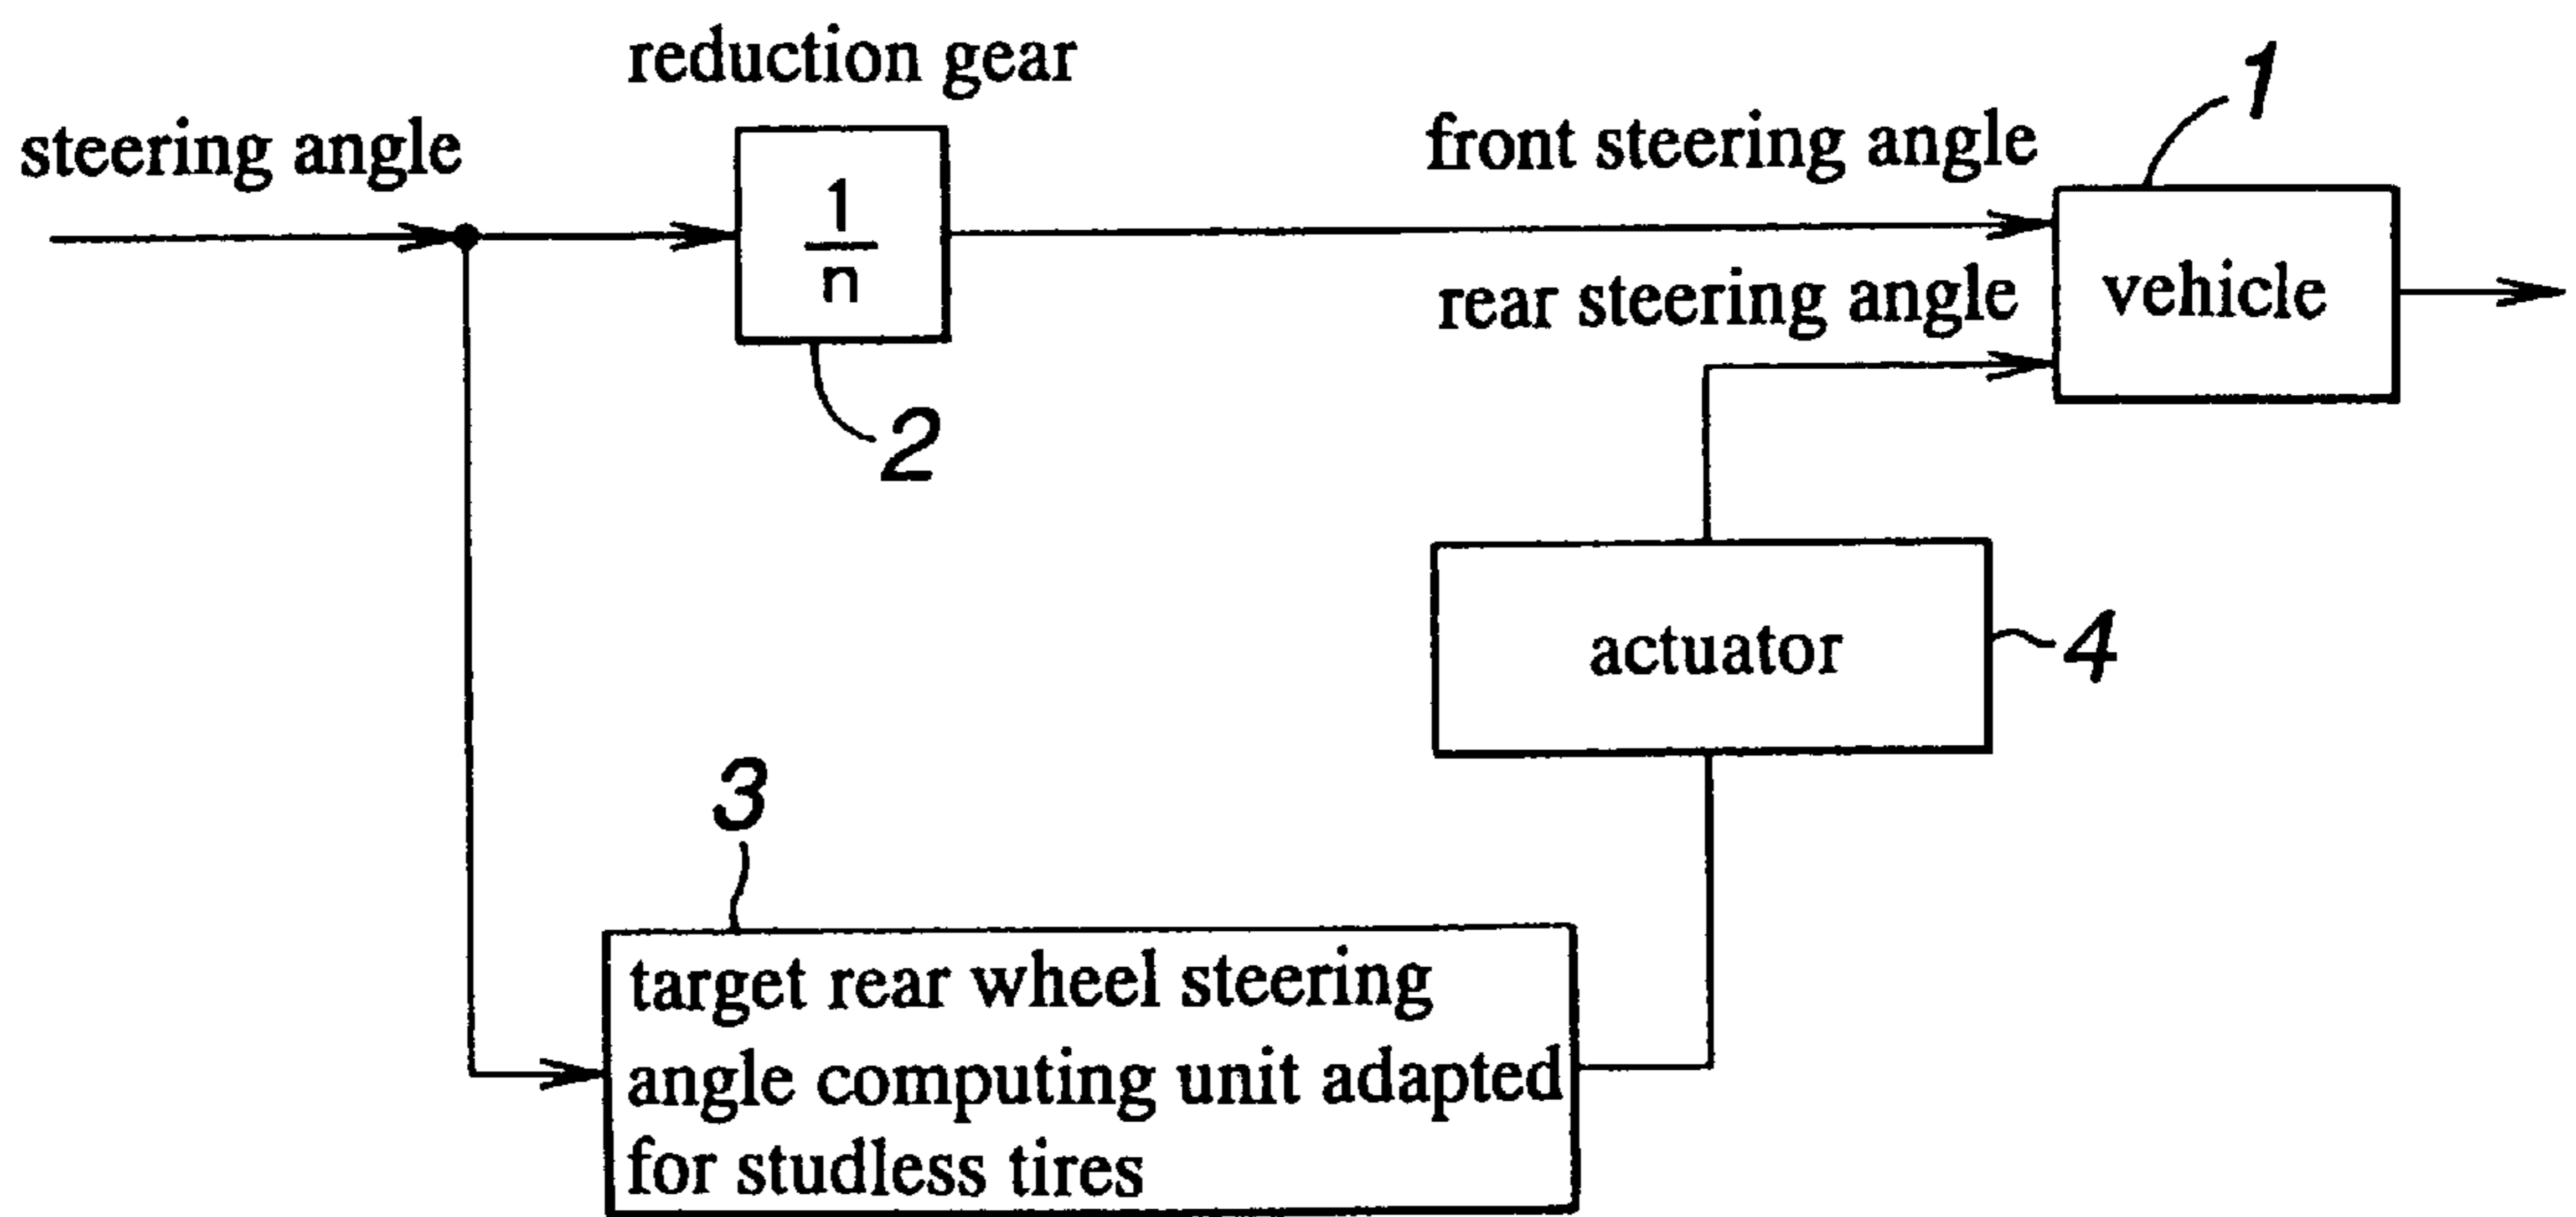 reduction gear
steering angle
1
n
2
front steering angle
1
rear steering angle
vehicle
actuator
4
3
target rear wheel steering
angle computing unit adapted
for studless tires